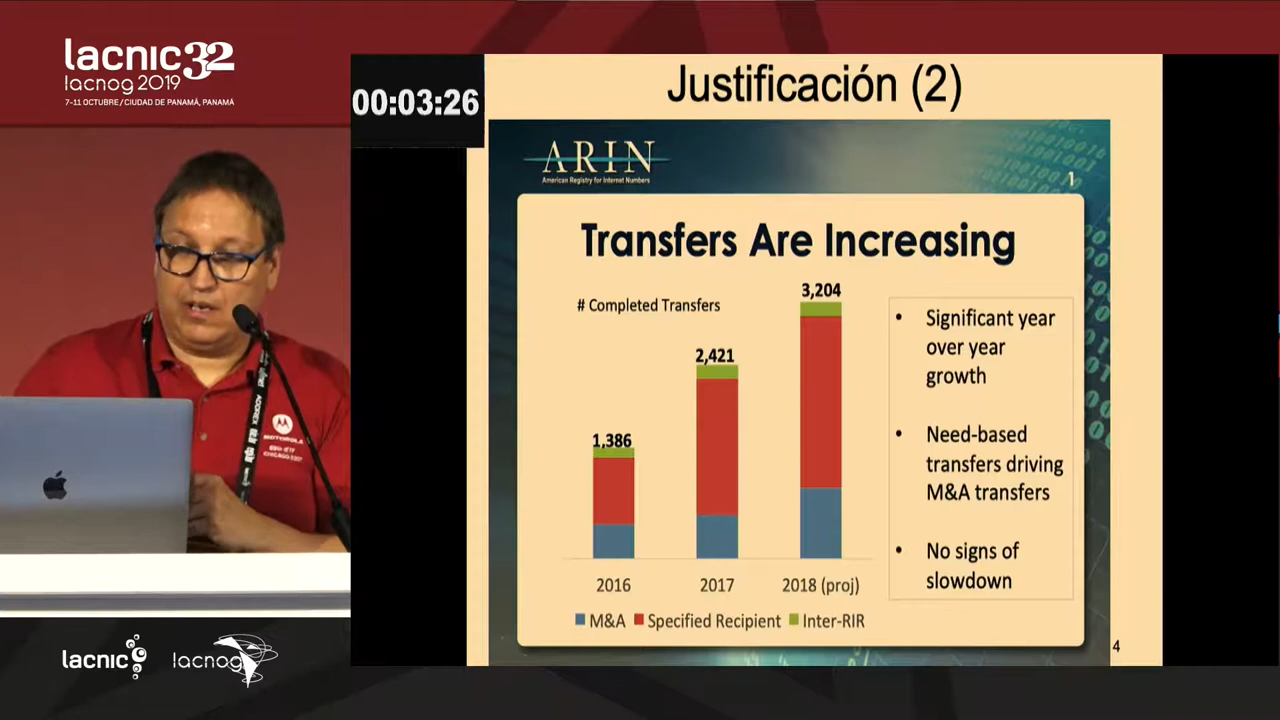 lacnic32
lacnog 2019
7-11 OCTUBRE / CIUDAD DE PANAMÁ, PANAMÁ
00:03:26
Justificación (2)
ARIN
American Registry for Internet Numbers
1
Transfers Are Increasing
# Completed Transfers
1,386
2,421
3,204
2016
2017
2018 (proj)
M&A
Specified Recipient
Inter-RIR
• Significant year
over year
growth
• Need-based
transfers driving
M&A transfers
• No signs of
slowdown
4
MOTOROLA
lacnic
lacnog